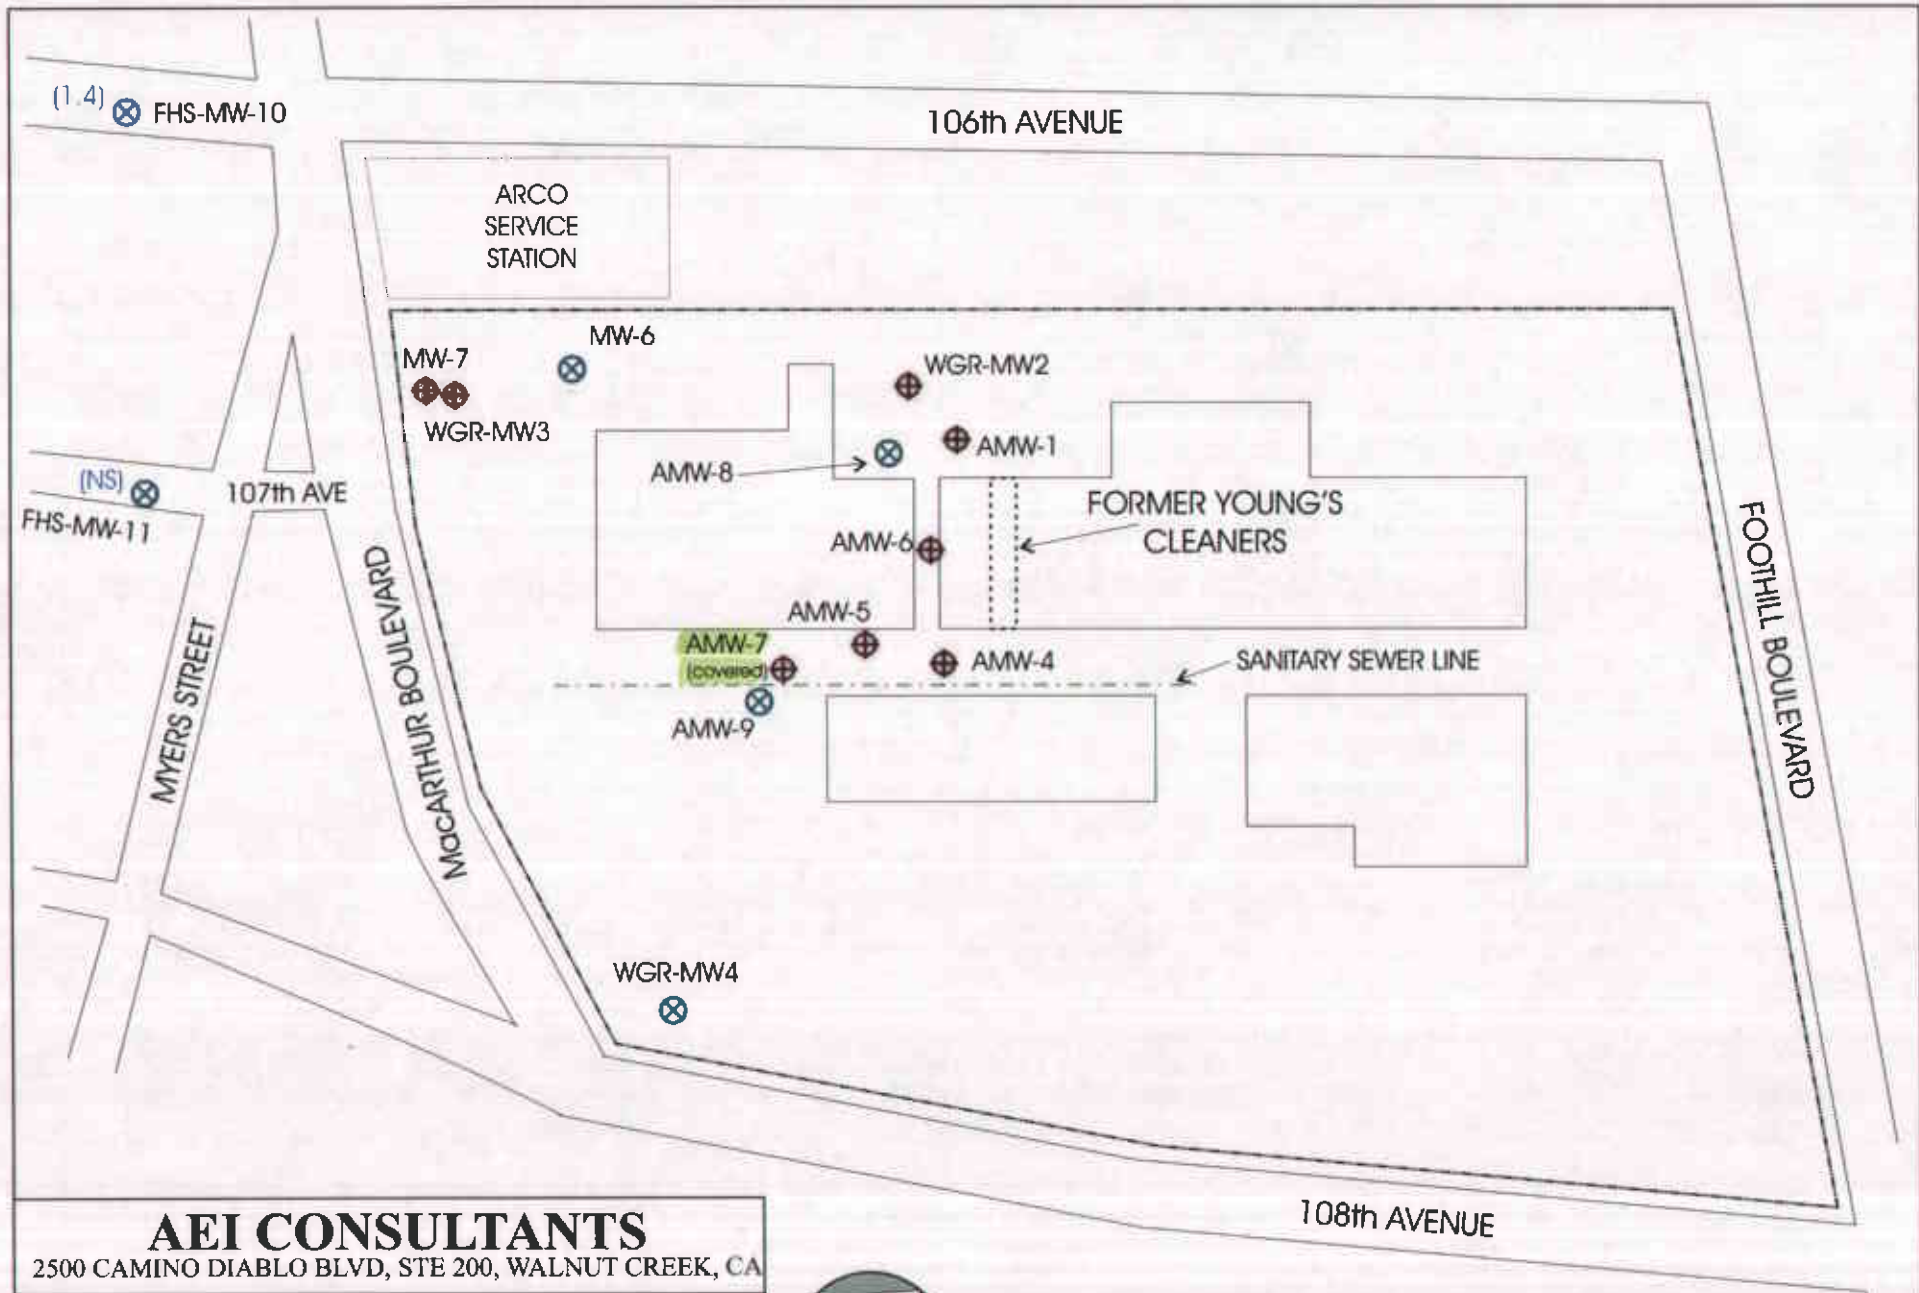 (1.4)
FHS-MW-10
106th AVENUE
ARCO
SERVICE
STATION
MW-6
MW-7
WGR-MW3
WGR-MW2
AMW-1
AMW-8
(NS)
FHS-MW-11
107th AVE
FORMER YOUNG'S
CLEANERS
AMW-6
AMW-5
AMW-7
(covered)
AMW-4
SANITARY SEWER LINE
AMW-9
MYERS STREET
MacARTHUR BOULEVARD
FOOTHILL BOULEVARD
WGR-MW4
108th AVENUE
AEI CONSULTANTS
2500 CAMINO DIABLO BLVD, STE 200, WALNUT CREEK, CA